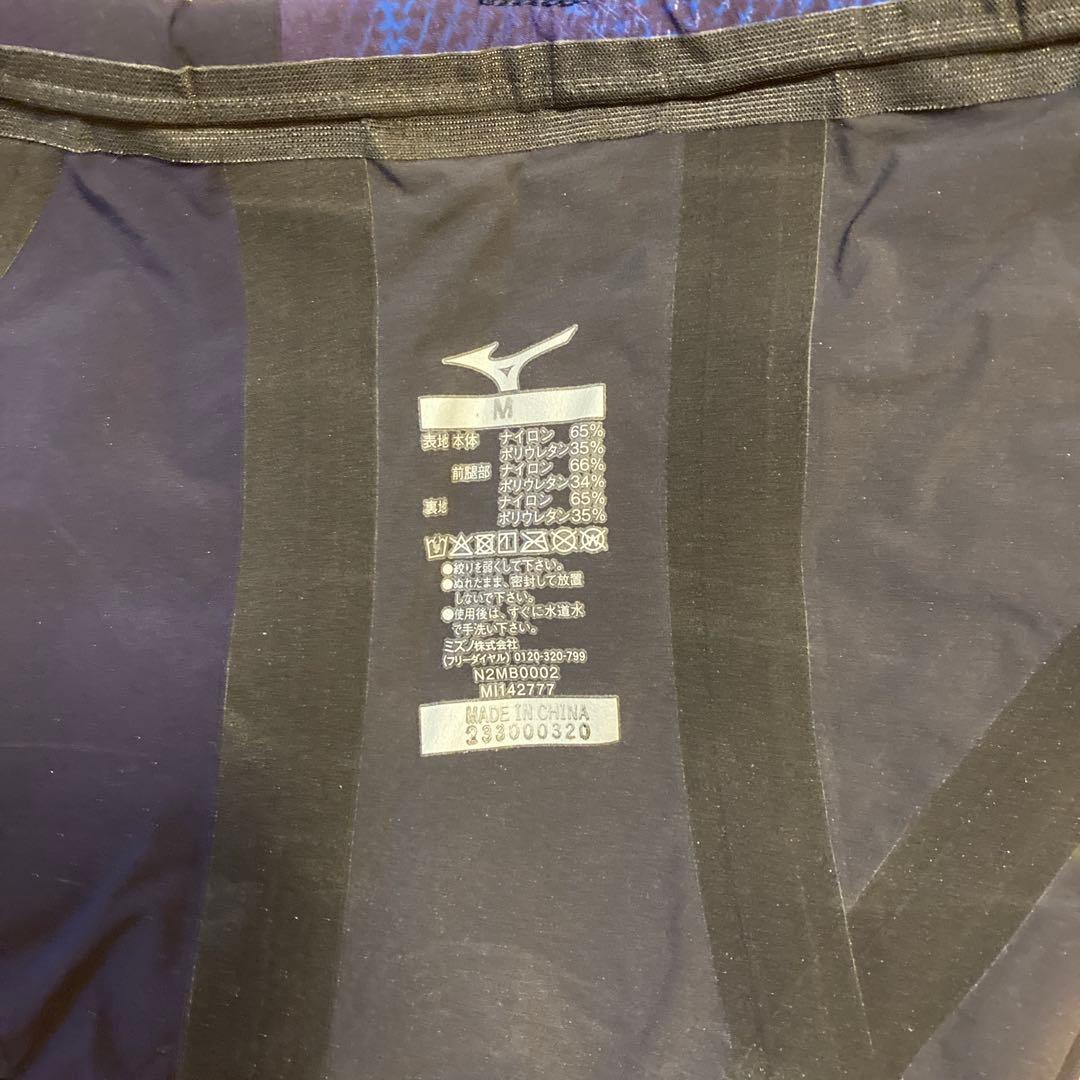 M
表地 本体 ナイロン 65%
ポリウレタン 35%
前腿部 ナイロン 66%
ポリウレタン 34%
裏地 ナイロン 65%
ポリウレタン 35%
●絞りを弱くして下さい。
●ぬれたまま、密封して放置
しないで下さい。
●使用後は、すぐに水道水
で手洗い下さい。
ミズノ株式会社
(フリーダイヤル) 0120-320-799
N2MB0002
MI142777
MADE IN CHINA
233000320